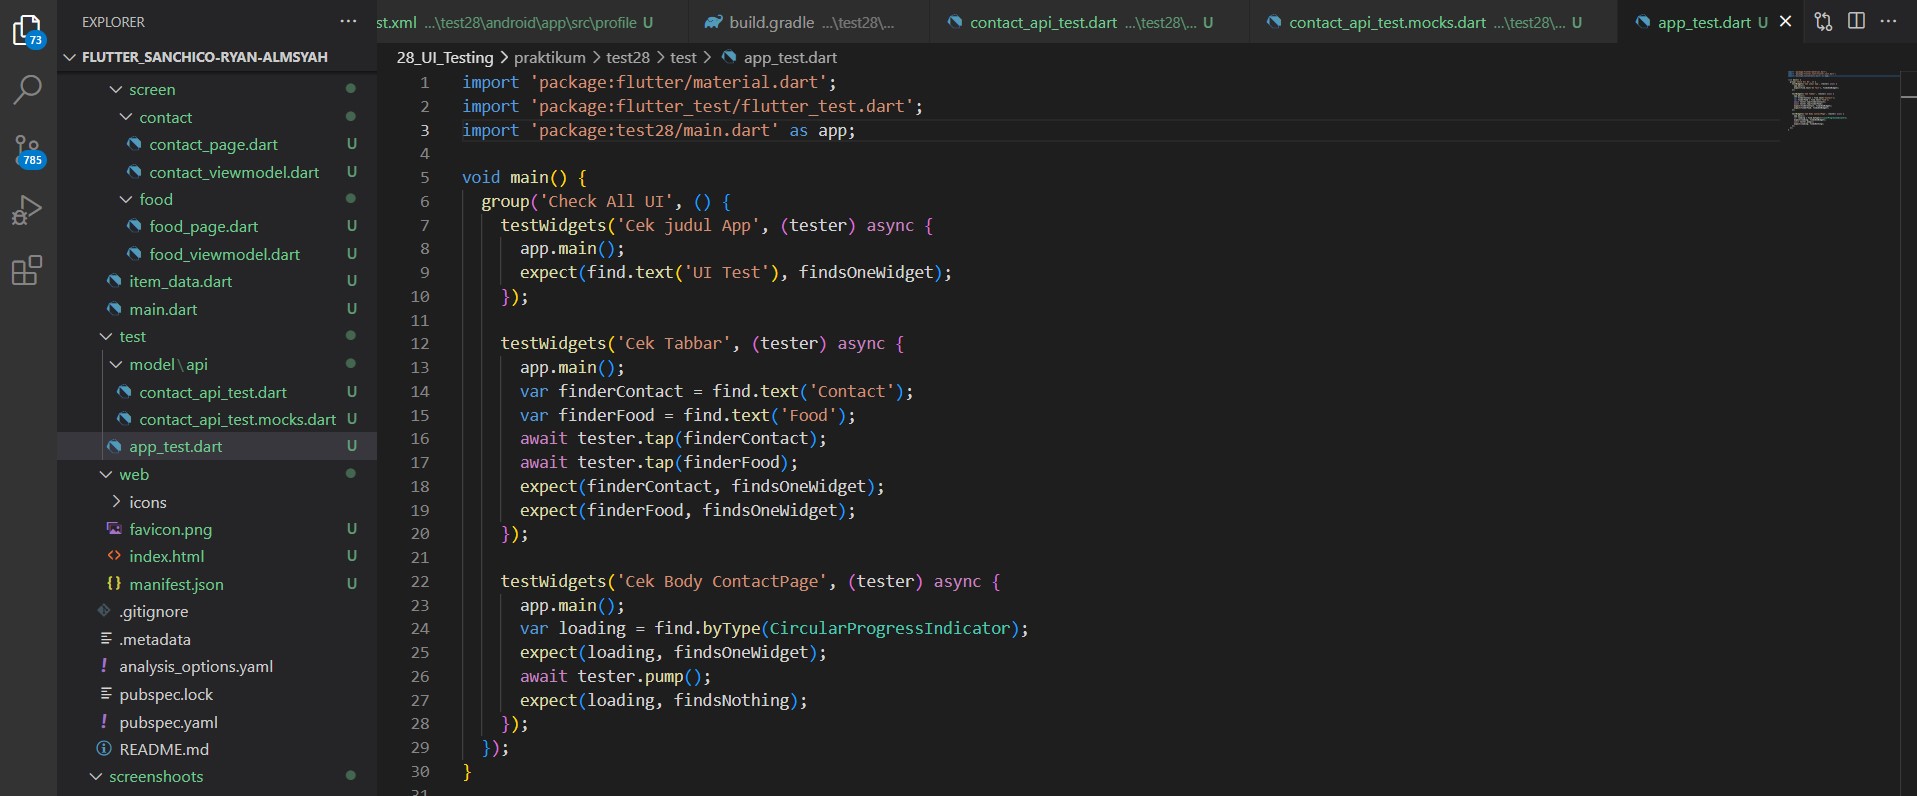 EXPLORER
FLUTTER_SANCHICO-RYAN-ALMSYAH
screen
contact
contact_page.dart U
contact_viewmodel.dart U
food
food_page.dart U
food_viewmodel.dart U
item_data.dart U
main.dart U
test
model\api
contact_api_test.dart U
contact_api_test.mocks.dart U
app_test.dart U
web
icons
favicon.png U
index.html U
manifest.json U
.gitignore
.metadata
analysis_options.yaml
pubspec.lock
pubspec.yaml
README.md
screenshoots
73
785
st.xml ...\test28\android\app\src\profile U
build.gradle ...\test28\...
contact_api_test.dart ...\test28\... U
contact_api_test.mocks.dart ...\test28\... U
app_test.dart U
28_UI_Testing > praktikum > test28 > test > app_test.dart
1 import 'package:flutter/material.dart';
2 import 'package:flutter_test/flutter_test.dart';
3 import 'package:test28/main.dart' as app;
4
5 void main() {
6 group('Check All UI', () {
7 testWidgets('Cek judul App', (tester) async {
8 app.main();
9 expect(find.text('UI Test'), findsOneWidget);
10 });
11
12 testWidgets('Cek Tabbar', (tester) async {
13 app.main();
14 var finderContact = find.text('Contact');
15 var finderFood = find.text('Food');
16 await tester.tap(finderContact);
17 await tester.tap(finderFood);
18 expect(finderContact, findsOneWidget);
19 expect(finderFood, findsOneWidget);
20 });
21
22 testWidgets('Cek Body ContactPage', (tester) async {
23 app.main();
24 var loading = find.byType(CircularProgressIndicator);
25 expect(loading, findsOneWidget);
26 await tester.pump();
27 expect(loading, findsNothing);
28 });
29 });
30 }
31